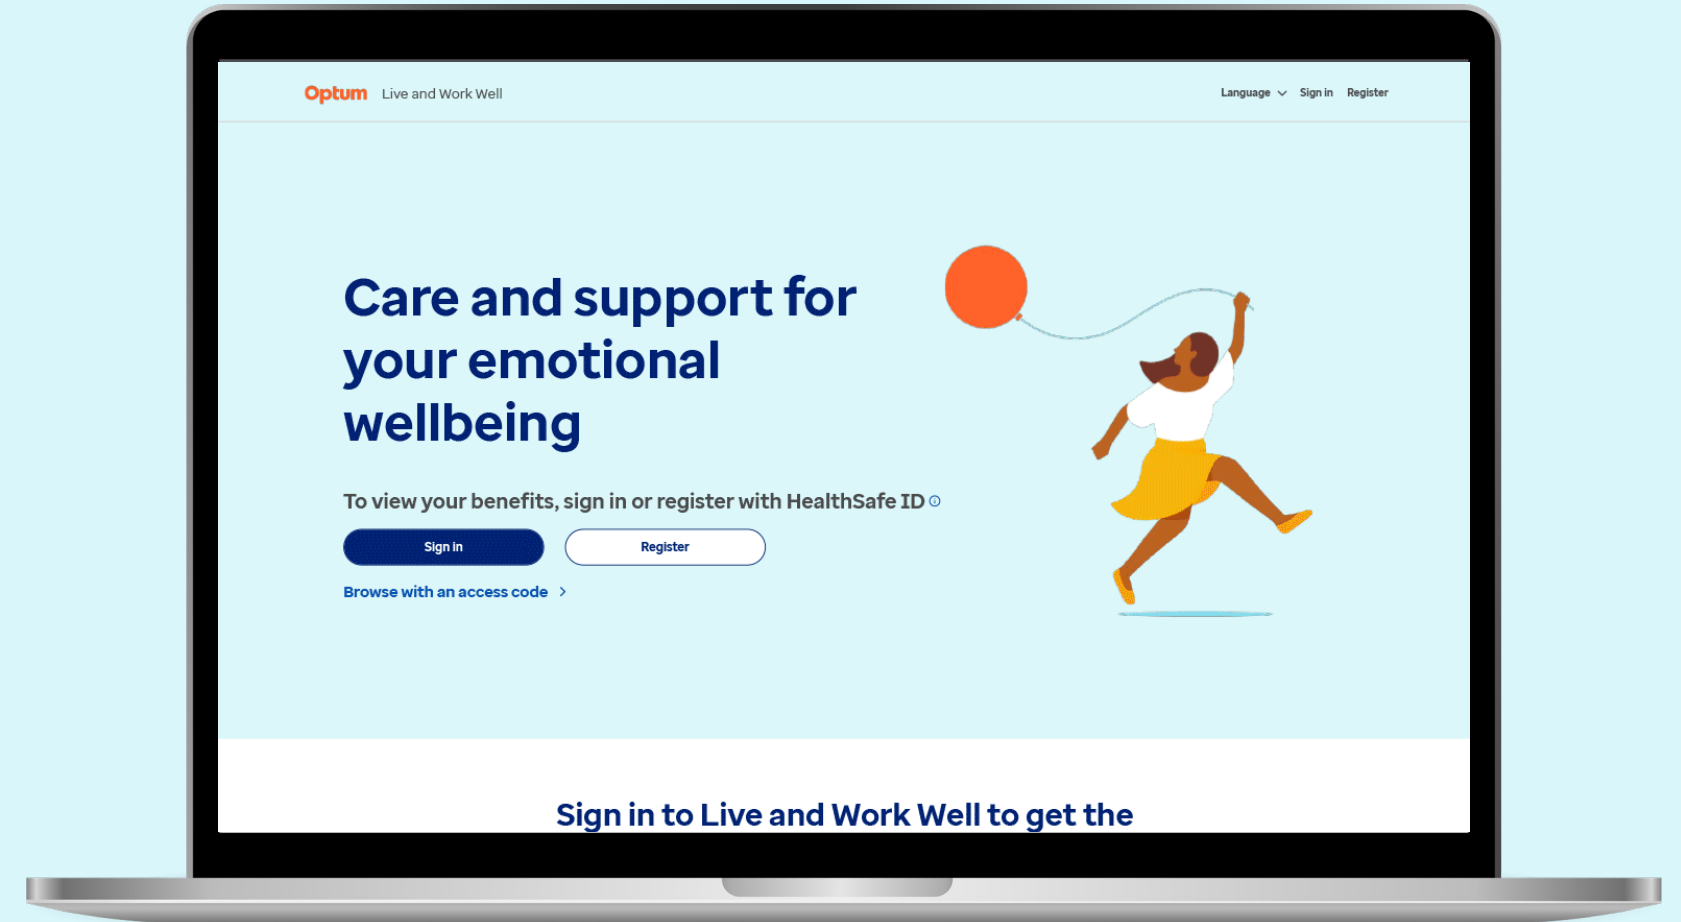 Optum Live and Work Well
Language Sign in Register
Care and support for
your emotional
wellbeing
To view your benefits, sign in or register with HealthSafe ID
Sign in
Register
Browse with an access code
Sign in to Live and Work Well to get the